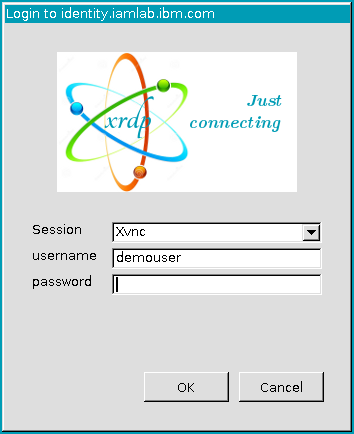 Login to identity.iamlab.ibm.com
xrdp
Just
connecting
Session
Xvnc
username
demouser
password
OK
Cancel